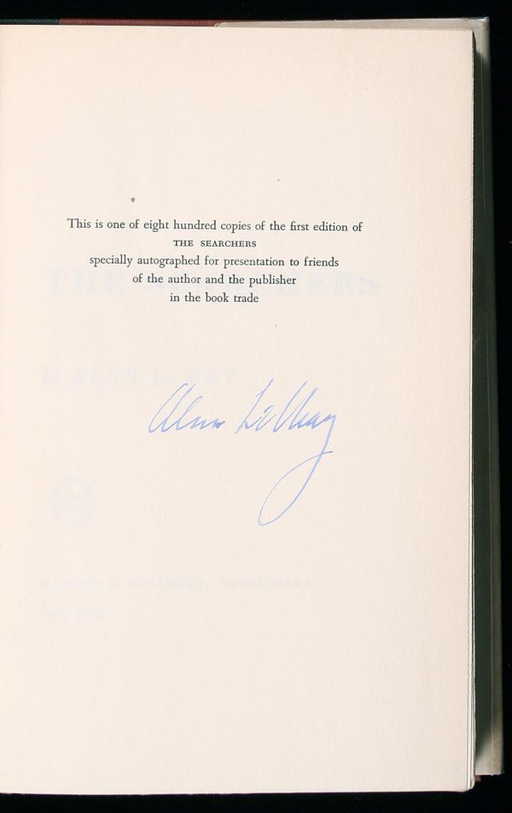 This is one of eight hundred copies of the first edition of
THE SEARCHERS
specially autographed for presentation to friends
of the author and the publisher
in the book trade
Alan LeMay